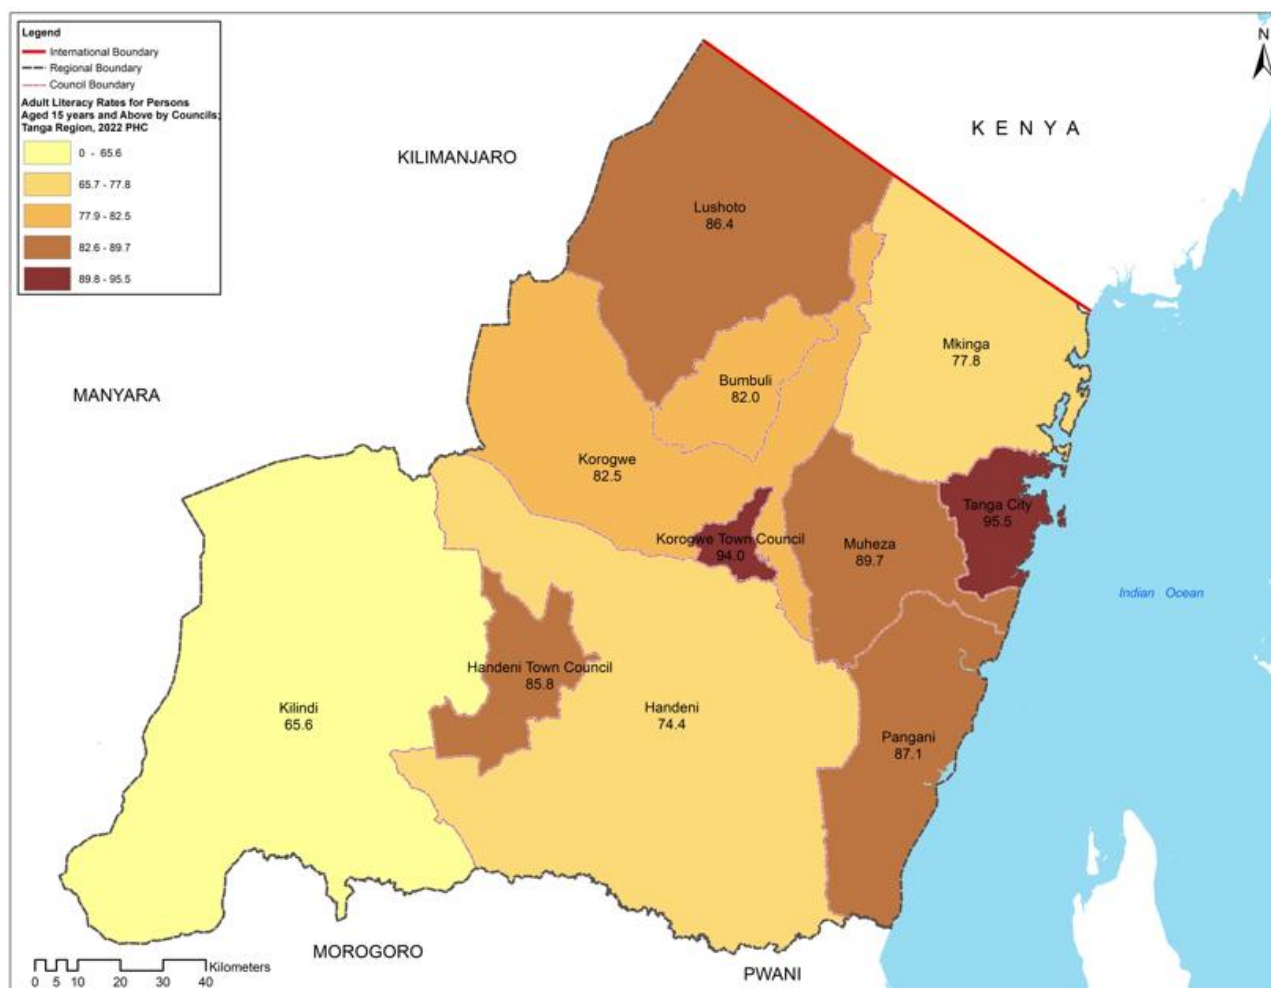 Legend
International Boundary
Regional Boundary
Council Boundary
Adult Literacy Rates for Persons
Aged 15 years and Above by Councils;
Tanga Region, 2022 PHC
0 - 65.6
65.7 - 77.8
77.9 - 82.5
82.6 - 89.7
89.8 - 95.5
N
KENYA
KILIMANJARO
Lushoto
86.4
Mkinga
77.8
Bumbuli
82.0
MANYARA
Korogwe
82.5
Tanga City
95.5
Korogwe Town Council
94.0
Muheza
89.7
Indian Ocean
Handeni Town Council
85.8
Kilindi
65.6
Handeni
74.4
Pangani
87.1
MOROGORO
PWANI
Kilometers
0 5 10 20 30 40